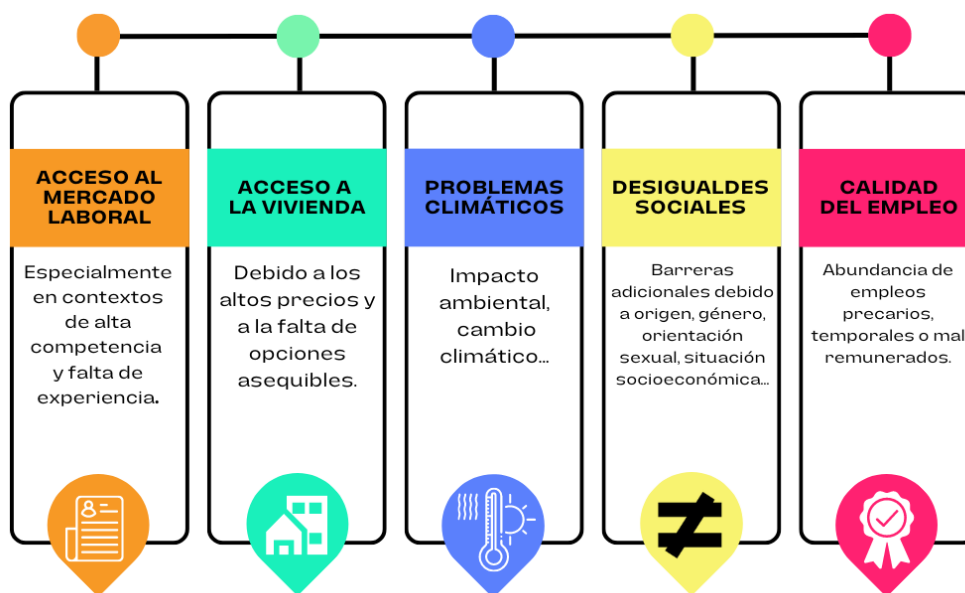 ACCESO AL
MERCADO
LABORAL
Especialmente
en contextos
de alta
competencia
y falta de
experiencia.
ACCESO A
LA VIVIENDA
Debido a los
altos precios y
a la falta de
opciones
asequibles.
PROBLEMAS
CLIMÁTICOS
Impacto
ambiental,
cambio
climático...
DESIGUALDES
SOCIALES
Barreras
adicionales debido
a origen, género,
orientación
sexual, situación
socioeconómica...
CALIDAD
DEL EMPLEO
Abundancia de
empleos
precarios,
temporales o mal
remunerados.